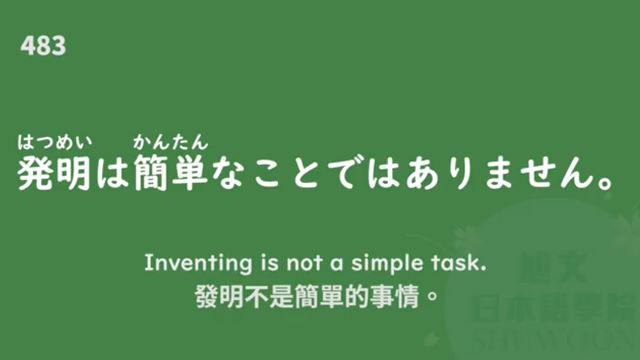 483
はつめい かんたん
発明は簡単なことではありません。
Inventing is not a simple task.
發明不是簡單的事情。
旭文
日本語學院
SHUWOON